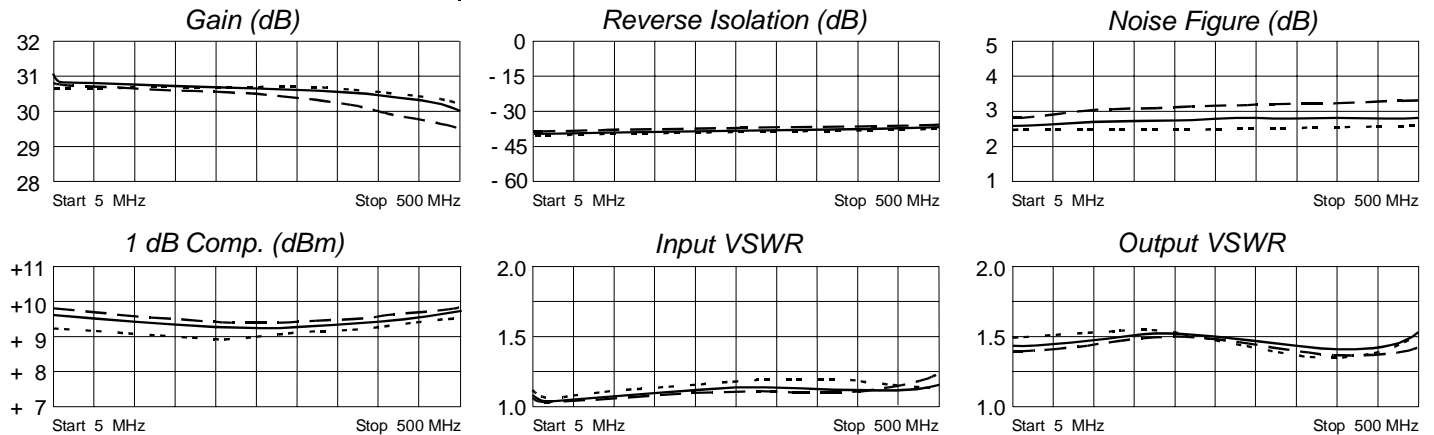 Gain (dB)
32
31
30
29
28
Start 5 MHz
Stop 500 MHz
Reverse Isolation (dB)
0
- 15
- 30
- 45
- 60
Start 5 MHz
Stop 500 MHz
Noise Figure (dB)
5
4
3
2
1
Start 5 MHz
Stop 500 MHz
1 dB Comp. (dBm)
+11
+10
+ 9
+ 8
+ 7
Start 5 MHz
Stop 500 MHz
Input VSWR
2.0
1.5
1.0
Start 5 MHz
Stop 500 MHz
Output VSWR
2.0
1.5
1.0
Start 5 MHz
Stop 500 MHz